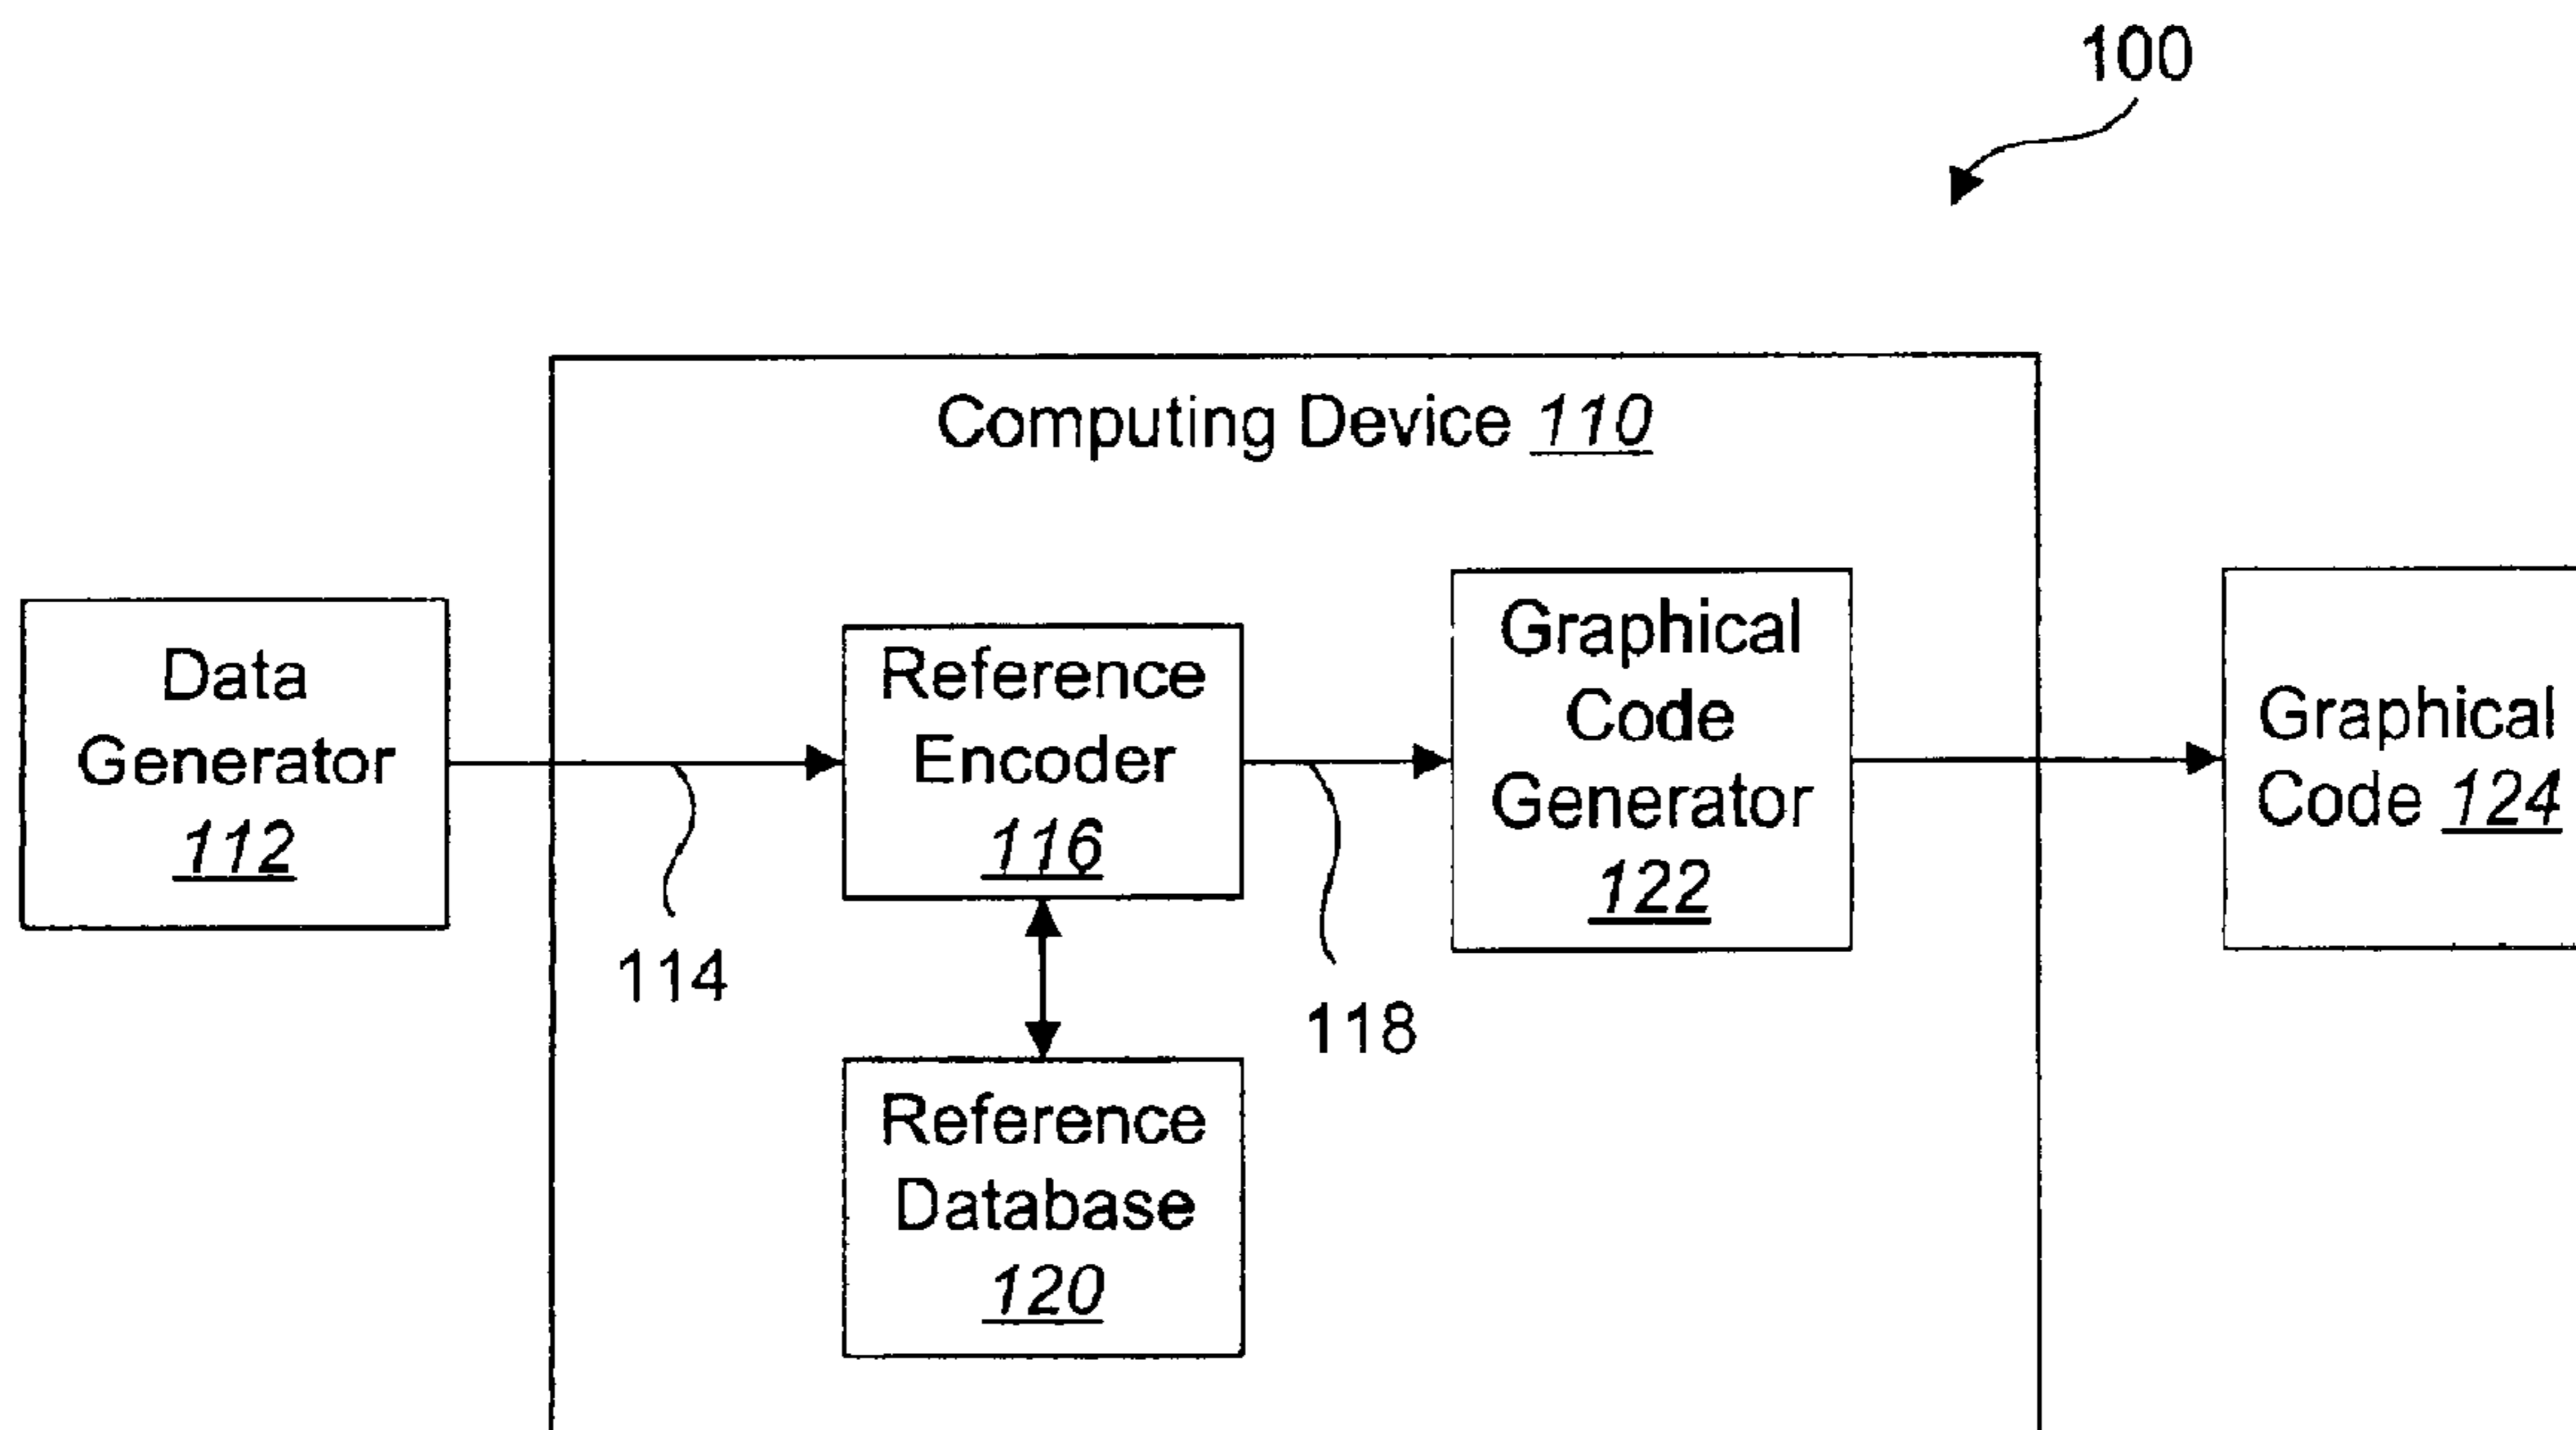 100
Computing Device 110
Data
Generator
112
114
Reference
Encoder
116
118
Graphical
Code
Generator
122
Graphical
Code 124
Reference
Database
120